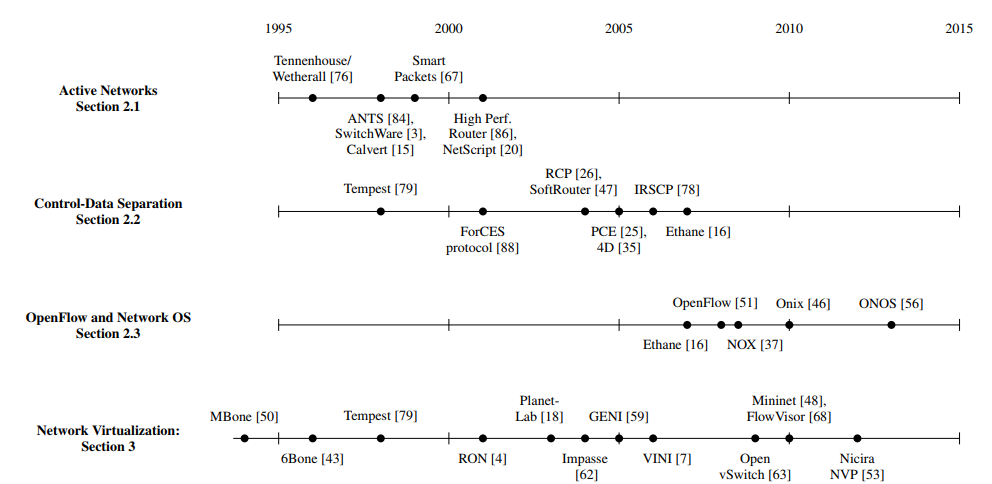 1995 2000 2005 2010 2015
Tennenhouse/
Wetherall [76]
Smart
Packets [67]
Active Networks
Section 2.1
ANTS [84],
SwitchWare [3],
Calvert [15]
High Perf.
Router [86],
NetScript [20]
Tempest [79]
RCP [26],
SoftRouter [47]
IRSCP [78]
Control-Data Separation
Section 2.2
ForCES
protocol [88]
PCE [25],
4D [35]
Ethane [16]
OpenFlow [51]
Onix [46]
ONOS [56]
OpenFlow and Network OS
Section 2.3
Ethane [16]
NOX [37]
MBone [50]
Tempest [79]
Planet-
Lab [18]
GENI [59]
Mininet [48],
FlowVisor [68]
Network Virtualization:
Section 3
6Bone [43]
RON [4]
Impasse
[62]
VINI [7]
Open
vSwitch [63]
Nicira
NVP [53]